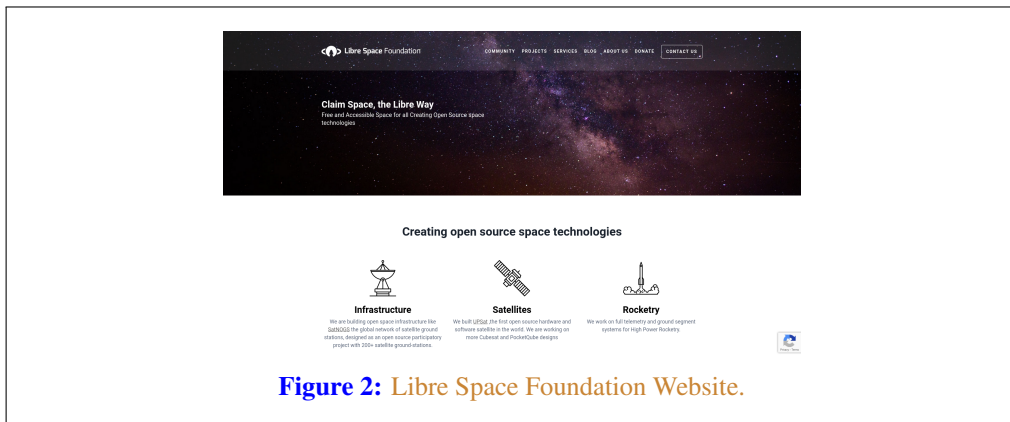 Libre Space Foundation
COMMUNITY PROJECTS SERVICES BLOG ABOUT US DONATE CONTACT US
Claim Space, the Libre Way
Free and Accessible Space for all Creating Open Source space
technologies
Creating open source space technologies
Infrastructure
We are building open space infrastructure like
SatNOGS the global network of satellite ground
stations, designed as an open source participatory
project with 200+ satellite ground-stations.
Satellites
We built UPSat ,the first open source hardware and
software satellite in the world. We are working on
more Cubesat and PocketQube designs
Rocketry
We work on full telemetry and ground segment
systems for High Power Rocketry.
Privacy - Terms
Figure 2: Libre Space Foundation Website.